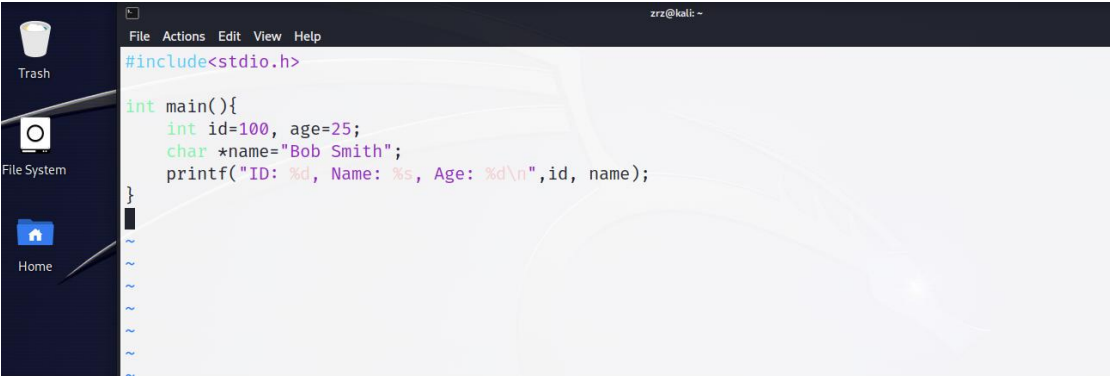 zrz@kali: ~
File Actions Edit View Help
Trash
File System
Home
#include<stdio.h>
int main(){
    int id=100, age=25;
    char *name="Bob Smith";
    printf("ID: %d, Name: %s, Age: %d\n",id, name);
}
~
~
~
~
~
~
~